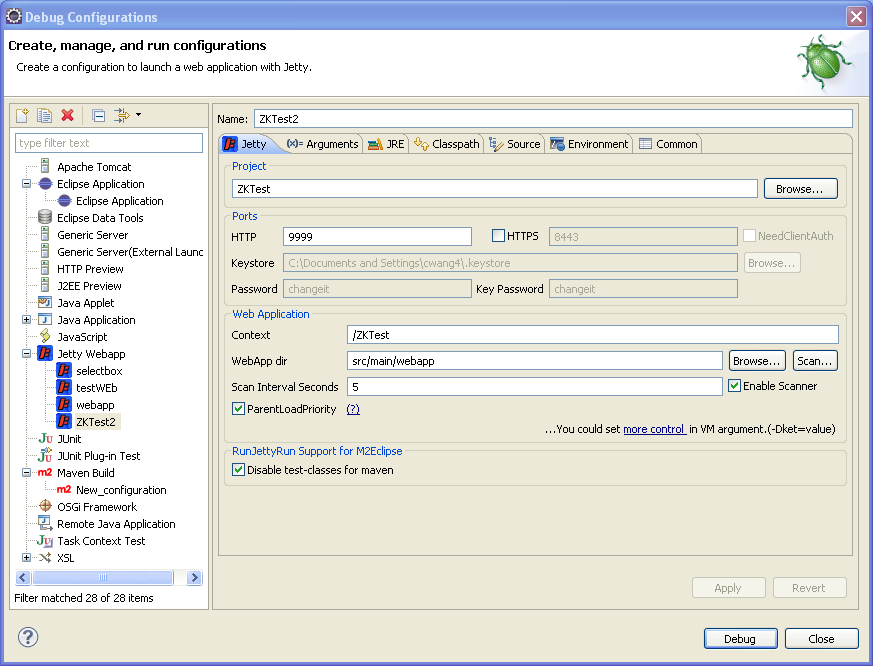 Debug Configurations
Create, manage, and run configurations
Create a configuration to launch a web application with Jetty.
type filter text
Apache Tomcat
Eclipse Application
Eclipse Application
Eclipse Data Tools
Generic Server
Generic Server(External Launc
HTTP Preview
J2EE Preview
Java Applet
Java Application
JavaScript
Jetty Webapp
selectbox
testWEb
webapp
ZKTest2
JU JUnit
JU JUnit Plug-in Test
m2 Maven Build
m2 New_configuration
OSGi Framework
Remote Java Application
JU Task Context Test
XSL
Filter matched 28 of 28 items
Name: ZKTest2
Jetty (x)= Arguments JRE Classpath Source Environment Common
Project
ZKTest Browse...
Ports
HTTP 9999 HTTPS 8443 NeedClientAuth
Keystore C:\Documents and Settings\cwang4\.keystore Browse...
Password changeit Key Password changeit
Web Application
Context /ZKTest
WebApp dir src/main/webapp Browse... Scan...
Scan Interval Seconds 5 Enable Scanner
ParentLoadPriority (?)
...You could set more control in VM argument.(-Dket=value)
RunJettyRun Support for M2Eclipse
Disable test-classes for maven
Apply Revert
? Debug Close